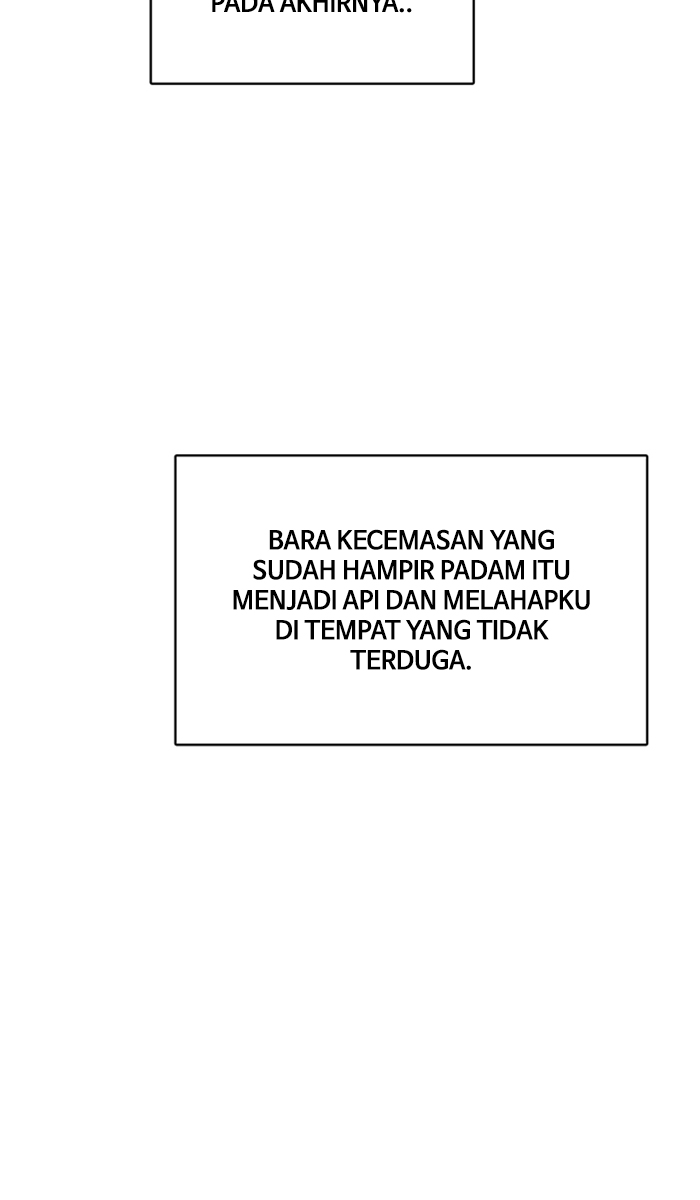 PADA AKHIRNYA..
BARA KECEMASAN YANG
SUDAH HAMPIR PADAM ITU
MENJADI API DAN MELAHAPKU
DI TEMPAT YANG TIDAK
TERDUGA.